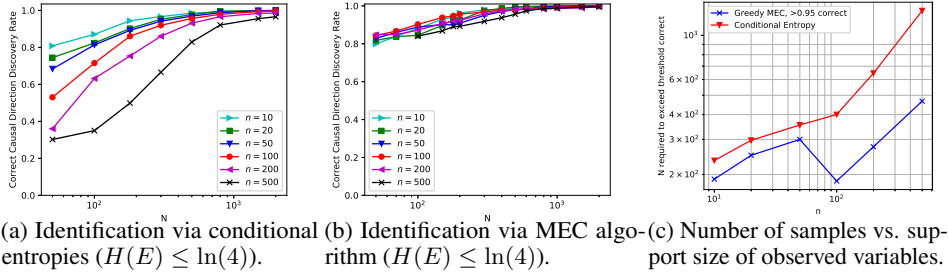 Correct Causal Direction Discovery Rate
1.0
0.8
0.6
0.4
0.2
0.0
n = 10
n = 20
n = 50
n = 100
n = 200
n = 500
10²
10³
N
Correct Causal Direction Discovery Rate
1.0
0.8
0.6
0.4
0.2
0.0
n = 10
n = 20
n = 50
n = 100
n = 200
n = 500
10²
10³
N
N required to exceed threshold correct
10³
6 × 10²
4 × 10²
3 × 10²
2 × 10²
Greedy MEC, >0.95 correct
Conditional Entropy
10¹
10²
n
(a) Identification via conditional
entropies (H(E) ≤ ln(4)).
(b) Identification via MEC algo-
rithm (H(E) ≤ ln(4)).
(c) Number of samples vs. sup-
port size of observed variables.